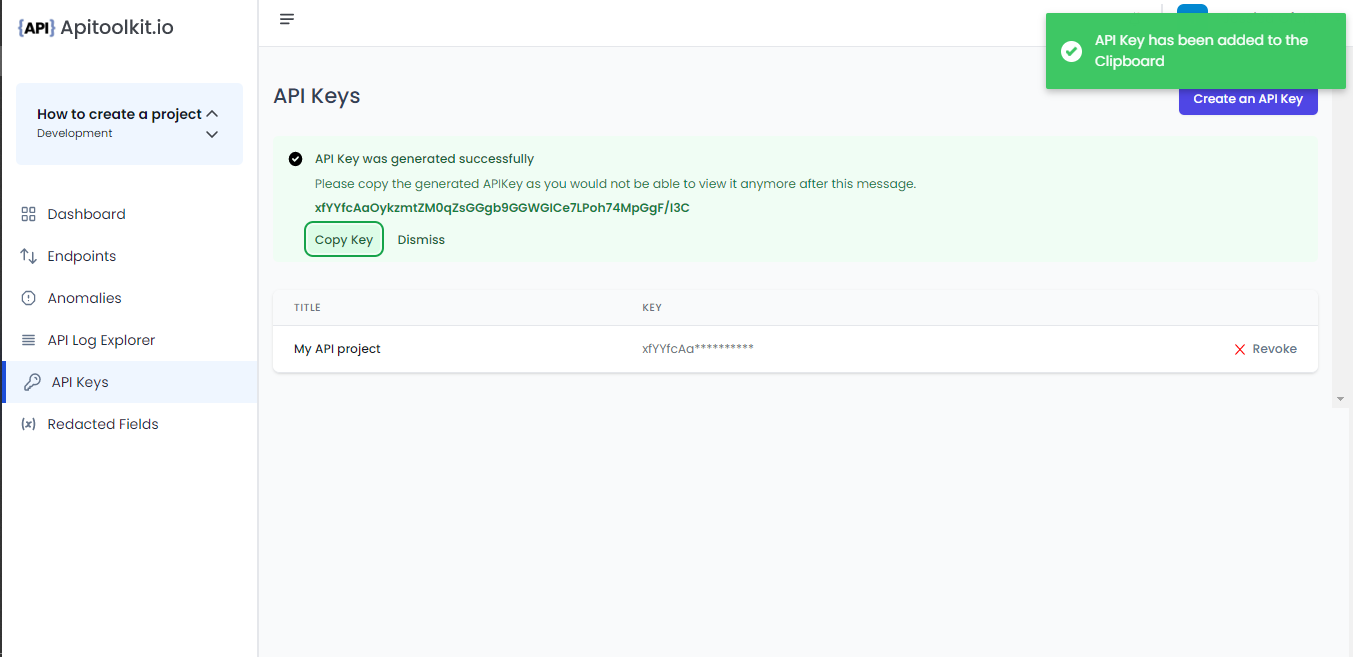 {API} Apitoolkit.io
API Key has been added to the
Clipboard
How to create a project
Development
API Keys
Create an API Key
API Key was generated successfully
Please copy the generated APIKey as you would not be able to view it anymore after this message.
xfYYfcAaOykzmtZM0qZsGGgb9GGWGICe7LPoh74MpGgF/I3C
Copy Key
Dismiss
Dashboard
Endpoints
Anomalies
API Log Explorer
API Keys
(x) Redacted Fields
TITLE
KEY
My API project
xfYYfcAa**********
Revoke